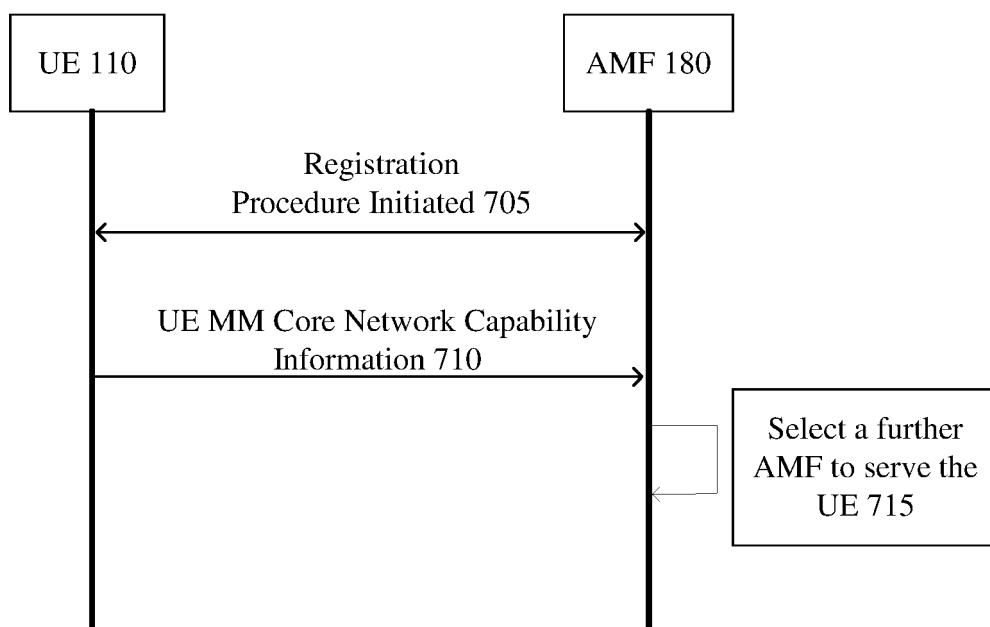 UE 110
AMF 180
Registration
Procedure Initiated 705
UE MM Core Network Capability
Information 710
Select a further
AMF to serve the
UE 715